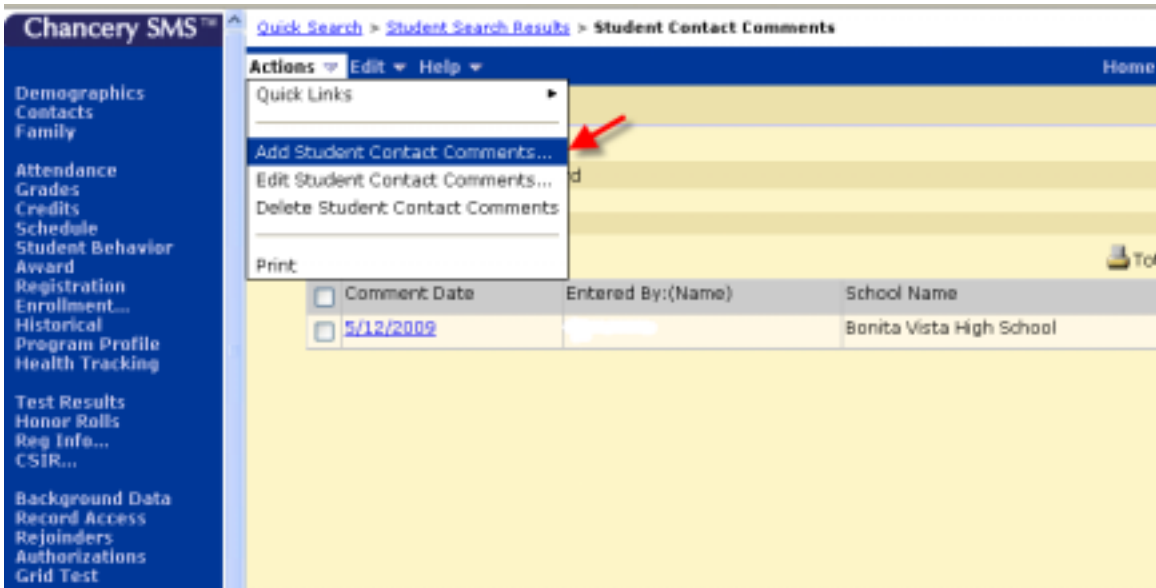 Chancery SMS™
Quick Search > Student Search Results > Student Contact Comments
Actions Edit Help Home
Quick Links
Add Student Contact Comments...
Edit Student Contact Comments...
Delete Student Contact Comments
Print
Comment Date Entered By:(Name) School Name
5/12/2009 Bonita Vista High School
Demographics
Contacts
Family
Attendance
Grades
Credits
Schedule
Student Behavior
Award
Registration
Enrollment...
Historical
Program Profile
Health Tracking
Test Results
Honor Rolls
Reg Info...
CSIR...
Background Data
Record Access
Rejoinders
Authorizations
Grid Test